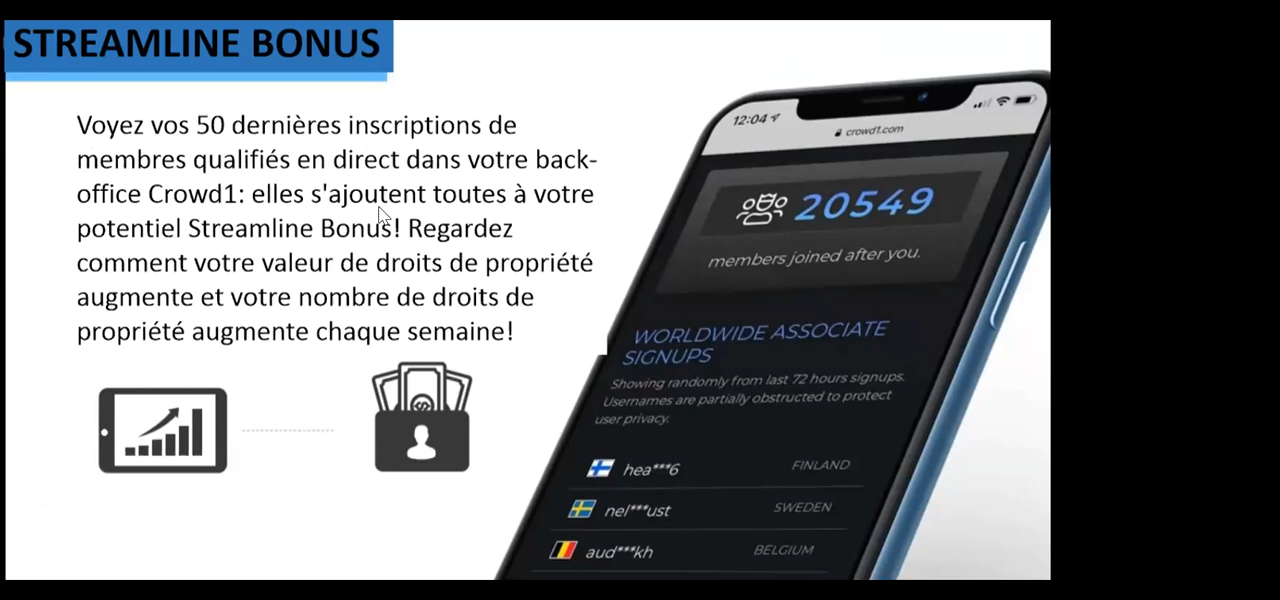 STREAMLINE BONUS
Voyez vos 50 dernières inscriptions de
membres qualifiés en direct dans votre back-
office Crowd1: elles s'ajoutent toutes à votre
potentiel Streamline Bonus! Regardez
comment votre valeur de droits de propriété
augmente et votre nombre de droits de
propriété augmente chaque semaine!
12:04
crowd1.com
20549
members joined after you.
WORLDWIDE ASSOCIATE
SIGNUPS
Showing randomly from last 72 hours signups.
Usernames are partially obstructed to protect
user privacy.
hea***6 FINLAND
nel***ust SWEDEN
aud***kh BELGIUM